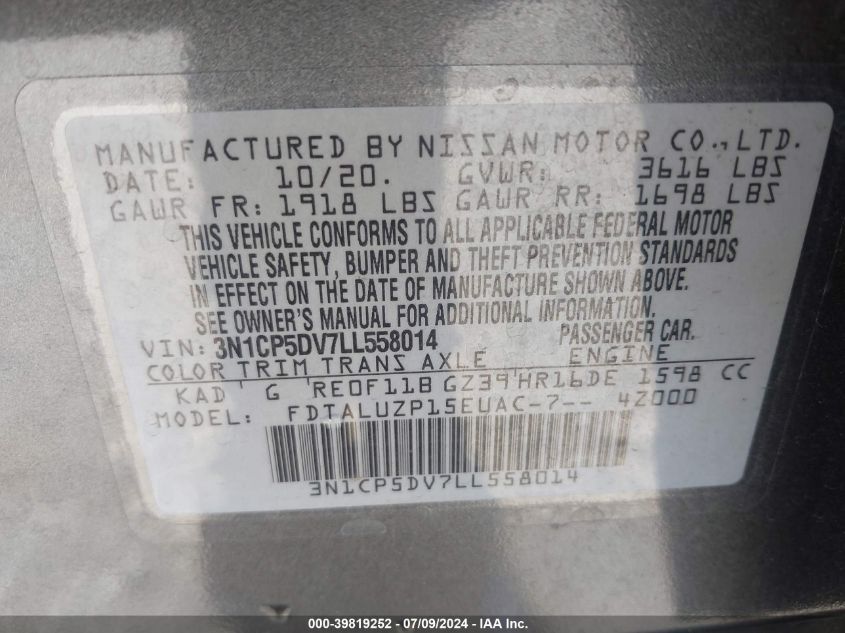 MANUFACTURED BY NISSAN MOTOR CO., LTD.
DATE: 10/20. GVWR: 3616 LBS
GAWR FR: 1918 LBS GAWR RR: 1698 LBS
THIS VEHICLE CONFORMS TO ALL APPLICABLE FEDERAL MOTOR
VEHICLE SAFETY, BUMPER AND THEFT PREVENTION STANDARDS
IN EFFECT ON THE DATE OF MANUFACTURE SHOWN ABOVE.
SEE OWNER'S MANUAL FOR ADDITIONAL INFORMATION.
VIN: 3N1CP5DV7LL558014 PASSENGER CAR.
COLOR TRIM TRANS AXLE ENGINE
KAD G RE0F11B GZ39 HR16DE 1598 CC
MODEL: FDTALUZP15EUAC-7-- 4Z000
3N1CP5DV7LL558014
000-39819252 / 07/09/2024 - IAA Inc.